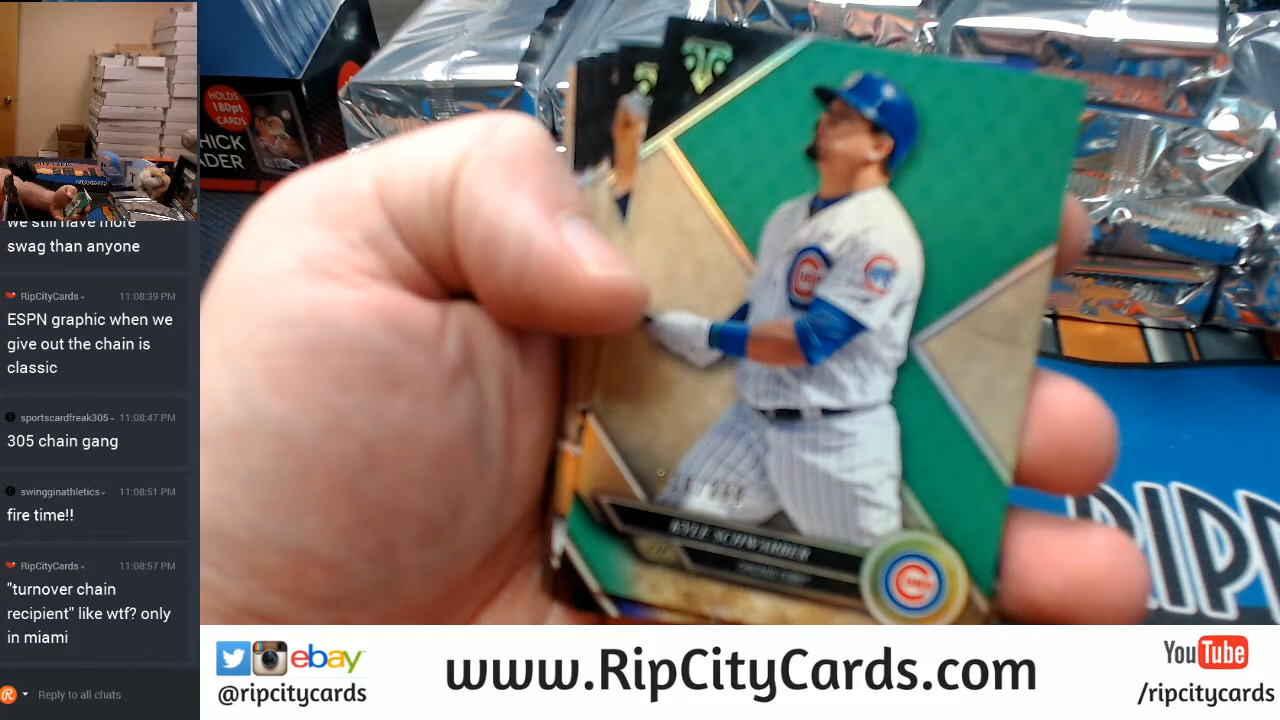 HOLDS
180pt
CARDS
HICK
ADER
we still have more
swag than anyone
RipCityCards 11:08:39 PM
ESPN graphic when we
give out the chain is
classic
sportscardfreak305 11:08:47 PM
305 chain gang
swingginathletics 11:08:51 PM
fire time!!
RipCityCards 11:08:57 PM
"turnover chain
recipient" like wtf? only
in miami
Reply to all chats
KYLE SCHWARBER
RIPP
ebay
@ripcitycards
www.RipCityCards.com
YouTube
/ripcitycards